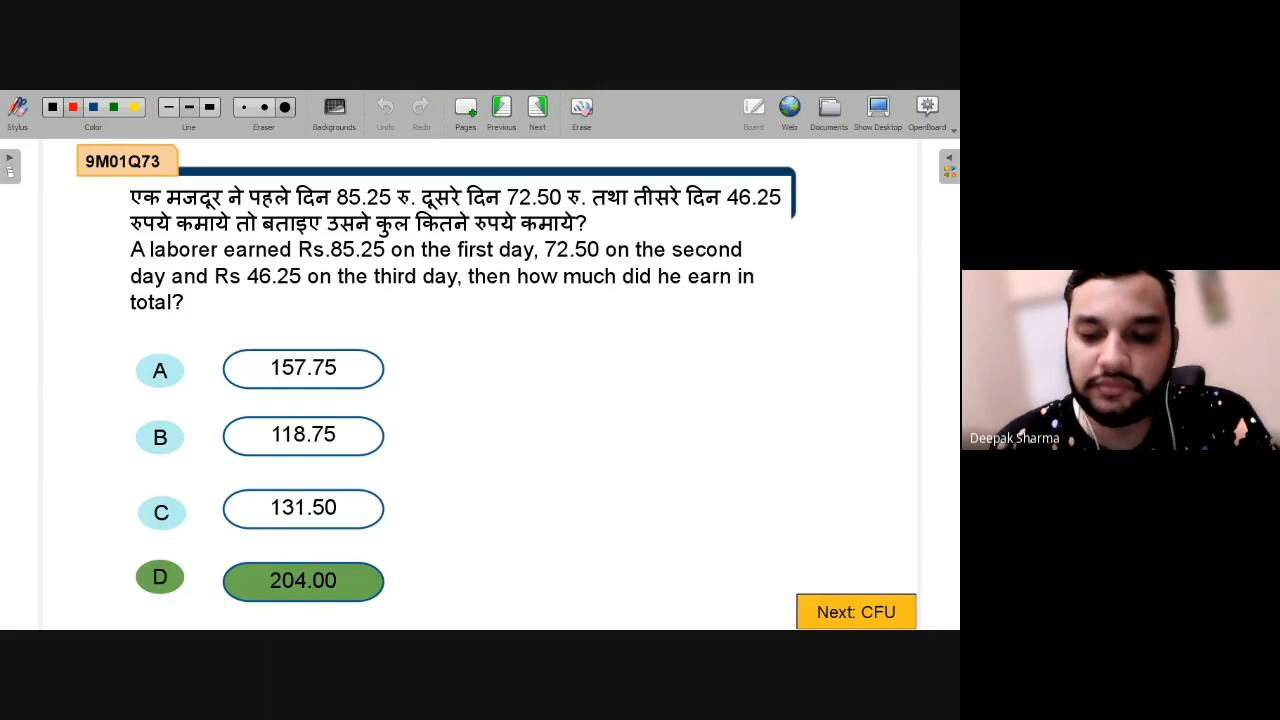 Stylus
Color
Line
Eraser
Backgrounds
Undo
Redo
Pages
Previous
Next
Erase
Board
Web
Documents
Show Desktop
OpenBoard
9M01Q73
एक मजदूर ने पहले दिन 85.25 रु. दूसरे दिन 72.50 रु. तथा तीसरे दिन 46.25
रुपये कमाये तो बताइए उसने कुल कितने रुपये कमाये?
A laborer earned Rs.85.25 on the first day, 72.50 on the second
day and Rs 46.25 on the third day, then how much did he earn in
total?
A 157.75
B 118.75
C 131.50
D 204.00
Next: CFU
Deepak Sharma